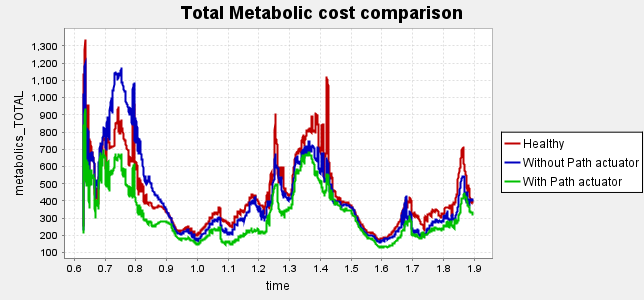 Total Metabolic cost comparison
metabolics_TOTAL
1,300
1,200
1,100
1,000
900
800
700
600
500
400
300
200
100
0.6 0.7 0.8 0.9 1.0 1.1 1.2 1.3 1.4 1.5 1.6 1.7 1.8 1.9
time
Healthy
Without Path actuator
With Path actuator